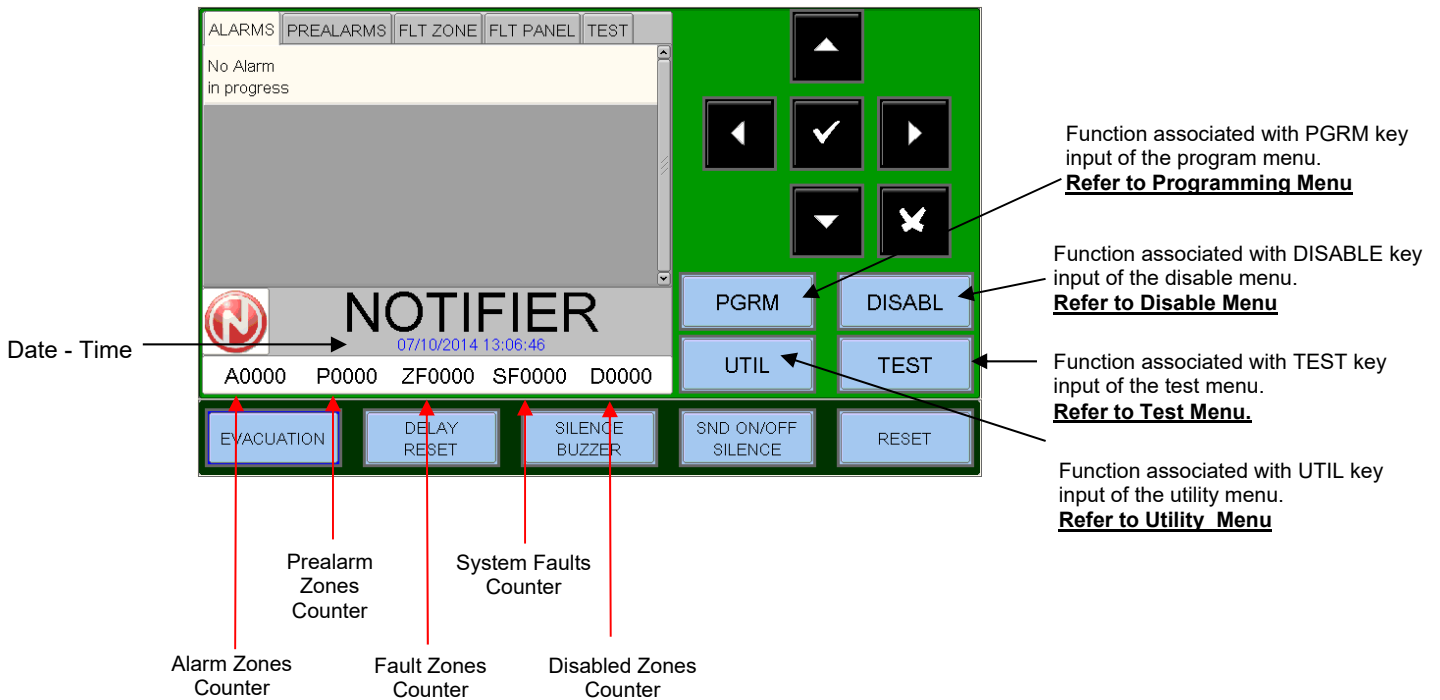 ALARMS PREALARMS FLT ZONE FLT PANEL TEST
No Alarm
in progress
NOTIFIER
07/10/2014 13:06:46
A0000 P0000 ZF0000 SF0000 D0000
PGRM
DISABL
UTIL
TEST
EVACUATION
DELAY
RESET
SILENCE
BUZZER
SND ON/OFF
SILENCE
RESET
Date - Time
Function associated with PGRM key
input of the program menu.
Refer to Programming Menu
Function associated with DISABLE key
input of the disable menu.
Refer to Disable Menu
Function associated with TEST key
input of the test menu.
Refer to Test Menu.
Function associated with UTIL key
input of the utility menu.
Refer to Utility Menu
Prealarm
Zones
Counter
System Faults
Counter
Alarm Zones
Counter
Fault Zones
Counter
Disabled Zones
Counter